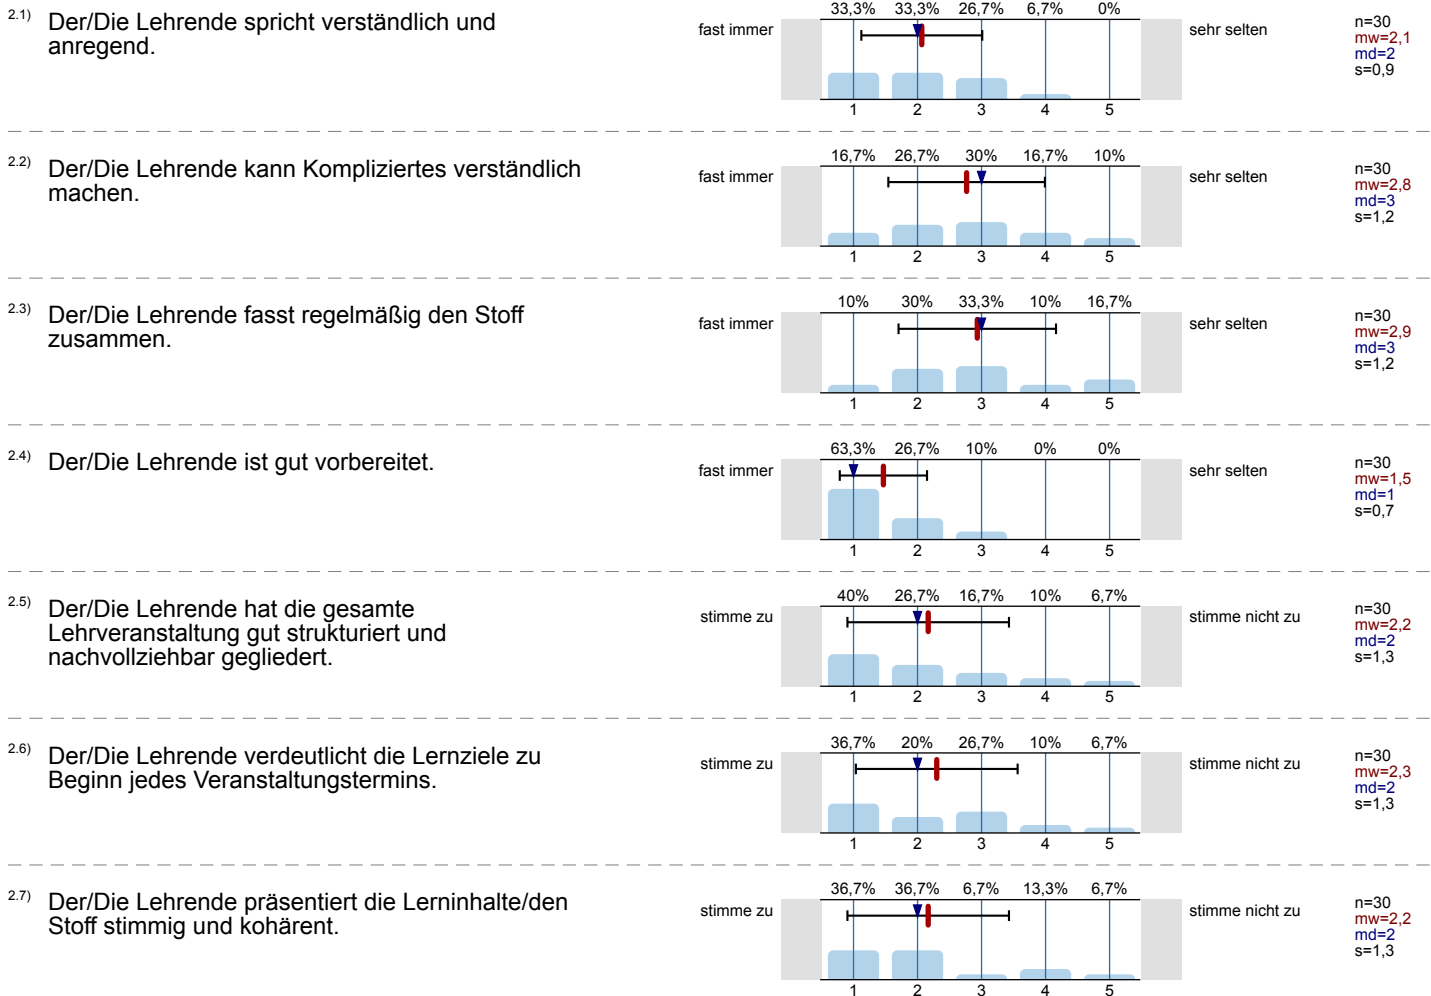 2.1) Der/Die Lehrende spricht verständlich und
anregend.
fast immer
33,3% 33,3% 26,7% 6,7% 0%
1 2 3 4 5
sehr selten
n=30
mw=2,1
md=2
s=0,9
2.2) Der/Die Lehrende kann Kompliziertes verständlich
machen.
fast immer
16,7% 26,7% 30% 16,7% 10%
1 2 3 4 5
sehr selten
n=30
mw=2,8
md=3
s=1,2
2.3) Der/Die Lehrende fasst regelmäßig den Stoff
zusammen.
fast immer
10% 30% 33,3% 10% 16,7%
1 2 3 4 5
sehr selten
n=30
mw=2,9
md=3
s=1,2
2.4) Der/Die Lehrende ist gut vorbereitet.
fast immer
63,3% 26,7% 10% 0% 0%
1 2 3 4 5
sehr selten
n=30
mw=1,5
md=1
s=0,7
2.5) Der/Die Lehrende hat die gesamte
Lehrveranstaltung gut strukturiert und
nachvollziehbar gegliedert.
stimme zu
40% 26,7% 16,7% 10% 6,7%
1 2 3 4 5
stimme nicht zu
n=30
mw=2,2
md=2
s=1,3
2.6) Der/Die Lehrende verdeutlicht die Lernziele zu
Beginn jedes Veranstaltungstermins.
stimme zu
36,7% 20% 26,7% 10% 6,7%
1 2 3 4 5
stimme nicht zu
n=30
mw=2,3
md=2
s=1,3
2.7) Der/Die Lehrende präsentiert die Lerninhalte/den
Stoff stimmig und kohärent.
stimme zu
36,7% 36,7% 6,7% 13,3% 6,7%
1 2 3 4 5
stimme nicht zu
n=30
mw=2,2
md=2
s=1,3